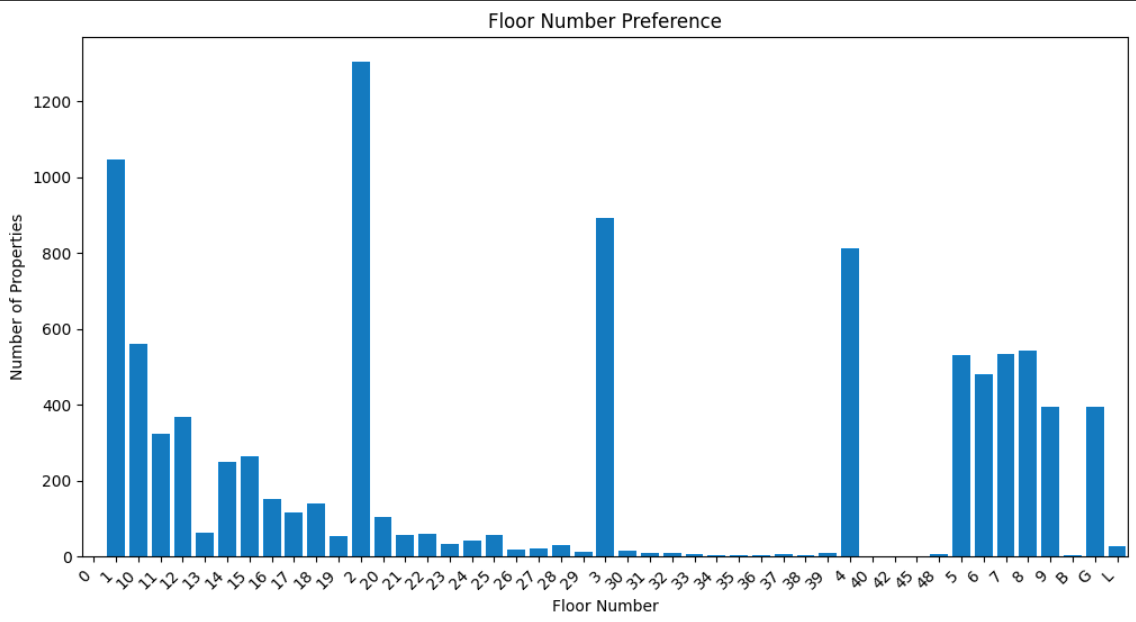 Floor Number Preference
Number of Properties
1200
1000
800
600
400
200
0
0 1 10 11 12 13 14 15 16 17 18 19 2 20 21 22 23 24 25 26 27 28 29 3 30 31 32 33 34 35 36 37 38 39 4 40 42 45 48 5 6 7 8 9 B G L
Floor Number